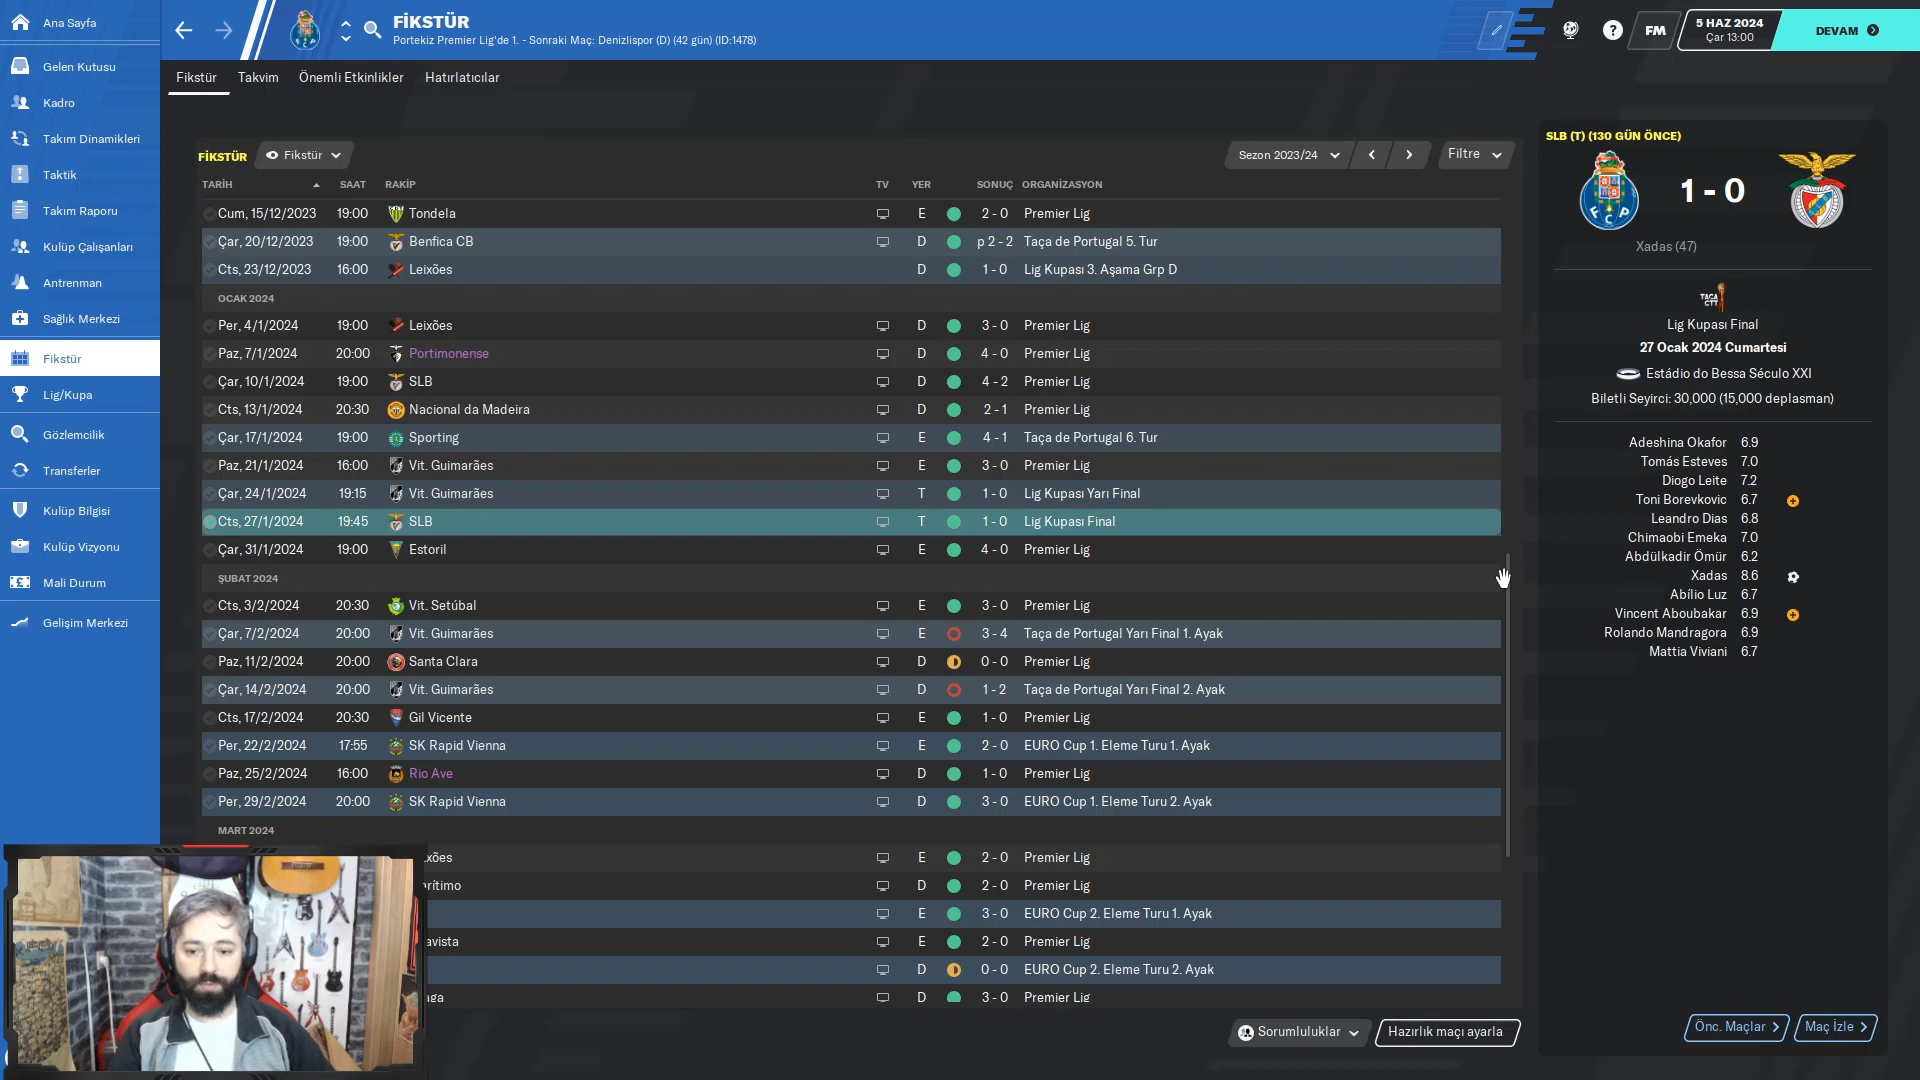 Ana Sayfa
Gelen Kutusu
Kadro
Takım Dinamikleri
Taktik
Takım Raporu
Kulüp Çalışanları
Antrenman
Sağlık Merkezi
Fikstür
Lig/Kupa
Gözlemcilik
Transferler
Kulüp Bilgisi
Kulüp Vizyonu
Mali Durum
Gelişim Merkezi
FİKSTÜR
Portekiz Premier Lig'de 1. - Sonraki Maç: Denizlispor (D) (42 gün) (ID:1478)
FM
5 HAZ 2024
Çar 13:00
DEVAM
Fikstür Takvim Önemli Etkinlikler Hatırlatıcılar
FİKSTÜR Fikstür Sezon 2023/24 Filtre
TARİH SAAT RAKİP TV YER SONUÇ ORGANİZASYON
Cum, 15/12/2023 19:00 Tondela E 2 - 0 Premier Lig
Çar, 20/12/2023 19:00 Benfica CB D p 2 - 2 Taça de Portugal 5. Tur
Cts, 23/12/2023 16:00 Leixões D 1 - 0 Lig Kupası 3. Aşama Grp D
OCAK 2024
Per, 4/1/2024 19:00 Leixões D 3 - 0 Premier Lig
Paz, 7/1/2024 20:00 Portimonense D 4 - 0 Premier Lig
Çar, 10/1/2024 19:00 SLB D 4 - 2 Premier Lig
Cts, 13/1/2024 20:30 Nacional da Madeira D 2 - 1 Premier Lig
Çar, 17/1/2024 19:00 Sporting E 4 - 1 Taça de Portugal 6. Tur
Paz, 21/1/2024 16:00 Vit. Guimarães E 3 - 0 Premier Lig
Çar, 24/1/2024 19:15 Vit. Guimarães T 1 - 0 Lig Kupası Yarı Final
Cts, 27/1/2024 19:45 SLB T 1 - 0 Lig Kupası Final
Çar, 31/1/2024 19:00 Estoril E 4 - 0 Premier Lig
ŞUBAT 2024
Cts, 3/2/2024 20:30 Vit. Setúbal E 3 - 0 Premier Lig
Çar, 7/2/2024 20:00 Vit. Guimarães E 3 - 4 Taça de Portugal Yarı Final 1. Ayak
Paz, 11/2/2024 20:00 Santa Clara D 0 - 0 Premier Lig
Çar, 14/2/2024 20:00 Vit. Guimarães D 1 - 2 Taça de Portugal Yarı Final 2. Ayak
Cts, 17/2/2024 20:30 Gil Vicente E 1 - 0 Premier Lig
Per, 22/2/2024 17:55 SK Rapid Vienna E 2 - 0 EURO Cup 1. Eleme Turu 1. Ayak
Paz, 25/2/2024 16:00 Rio Ave D 1 - 0 Premier Lig
Per, 29/2/2024 20:00 SK Rapid Vienna D 3 - 0 EURO Cup 1. Eleme Turu 2. Ayak
MART 2024
xões E 2 - 0 Premier Lig
rítimo D 2 - 0 Premier Lig
E 3 - 0 EURO Cup 2. Eleme Turu 1. Ayak
avista E 2 - 0 Premier Lig
D 0 - 0 EURO Cup 2. Eleme Turu 2. Ayak
aga D 3 - 0 Premier Lig
Sorumluluklar Hazırlık maçı ayarla
SLB (T) (130 GÜN ÖNCE)
1 - 0
Xadas (47)
TAÇA
CTT
Lig Kupası Final
27 Ocak 2024 Cumartesi
Estádio do Bessa Século XXI
Biletli Seyirci: 30,000 (15,000 deplasman)
Adeshina Okafor 6.9
Tomás Esteves 7.0
Diogo Leite 7.2
Toni Borevkovic 6.7
Leandro Dias 6.8
Chimaobi Emeka 7.0
Abdülkadir Ömür 6.2
Xadas 8.6
Abílio Luz 6.7
Vincent Aboubakar 6.9
Rolando Mandragora 6.9
Mattia Viviani 6.7
Önc. Maçlar Maç İzle